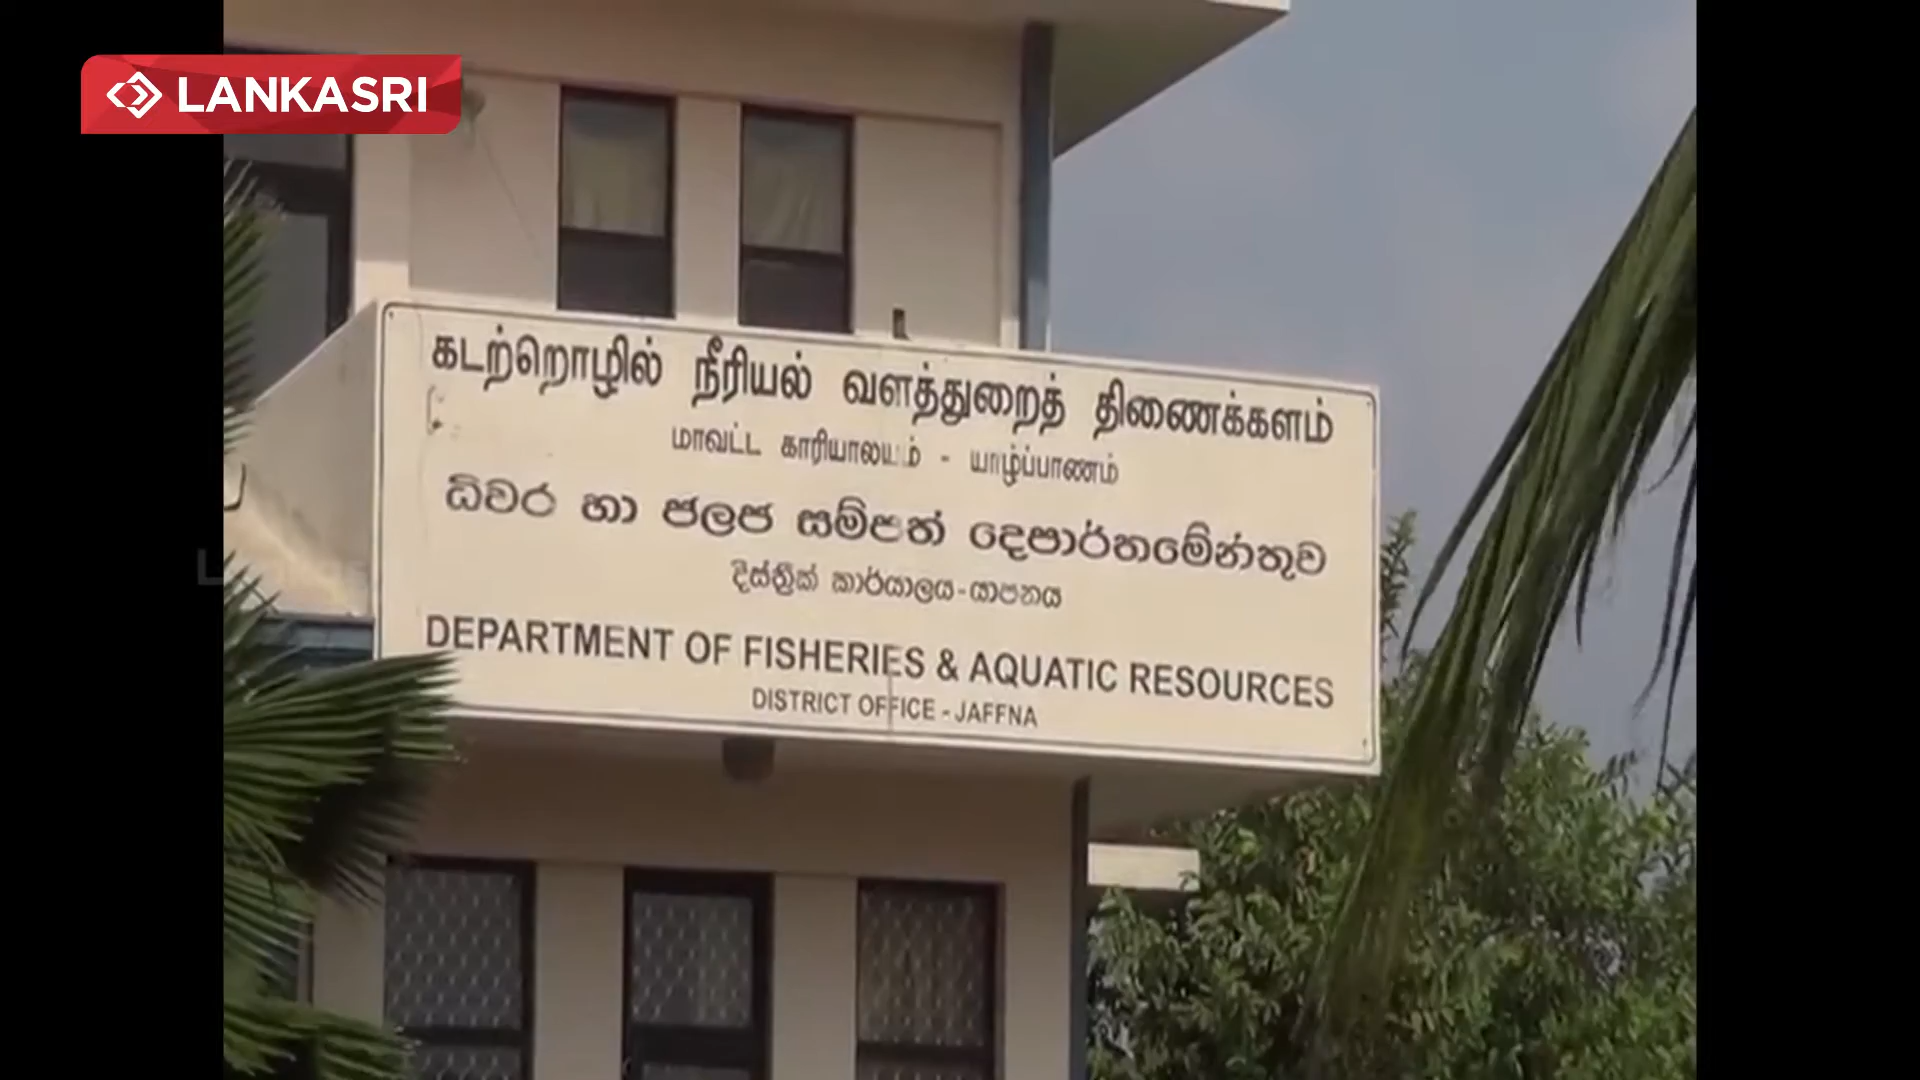 LANKASRI
கடற்றொழில் நீரியல் வளத்துறைத் திணைக்களம்
மாவட்ட காரியாலயம் - யாழ்ப்பாணம்
ධීවර හා ජලජ සම්පත් දෙපාර්තමේන්තුව
දිස්ත්‍රික් කාර්යාලය-යාපනය
DEPARTMENT OF FISHERIES & AQUATIC RESOURCES
DISTRICT OFFICE - JAFFNA